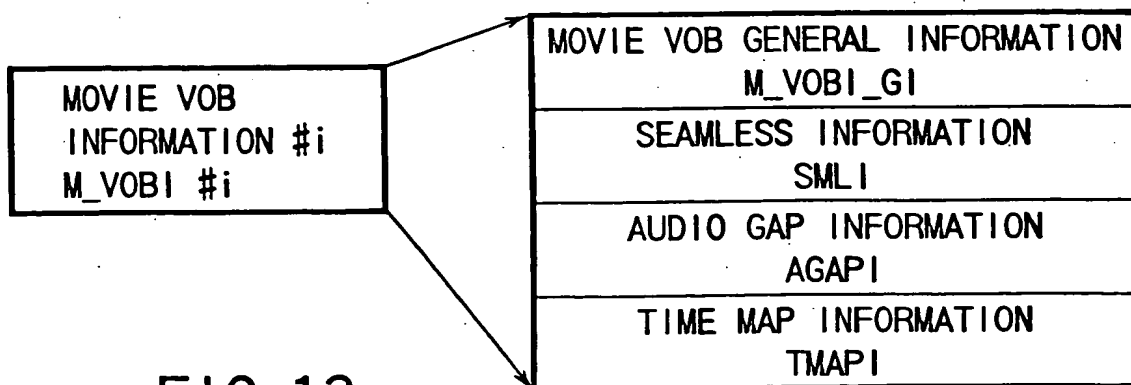 MOVIE VOB
INFORMATION #i
M_VOBI #i
MOVIE VOB GENERAL INFORMATION
M_VOBI_GI
SEAMLESS INFORMATION
SMLI
AUDIO GAP INFORMATION
AGAPI
TIME MAP INFORMATION
TMAPI